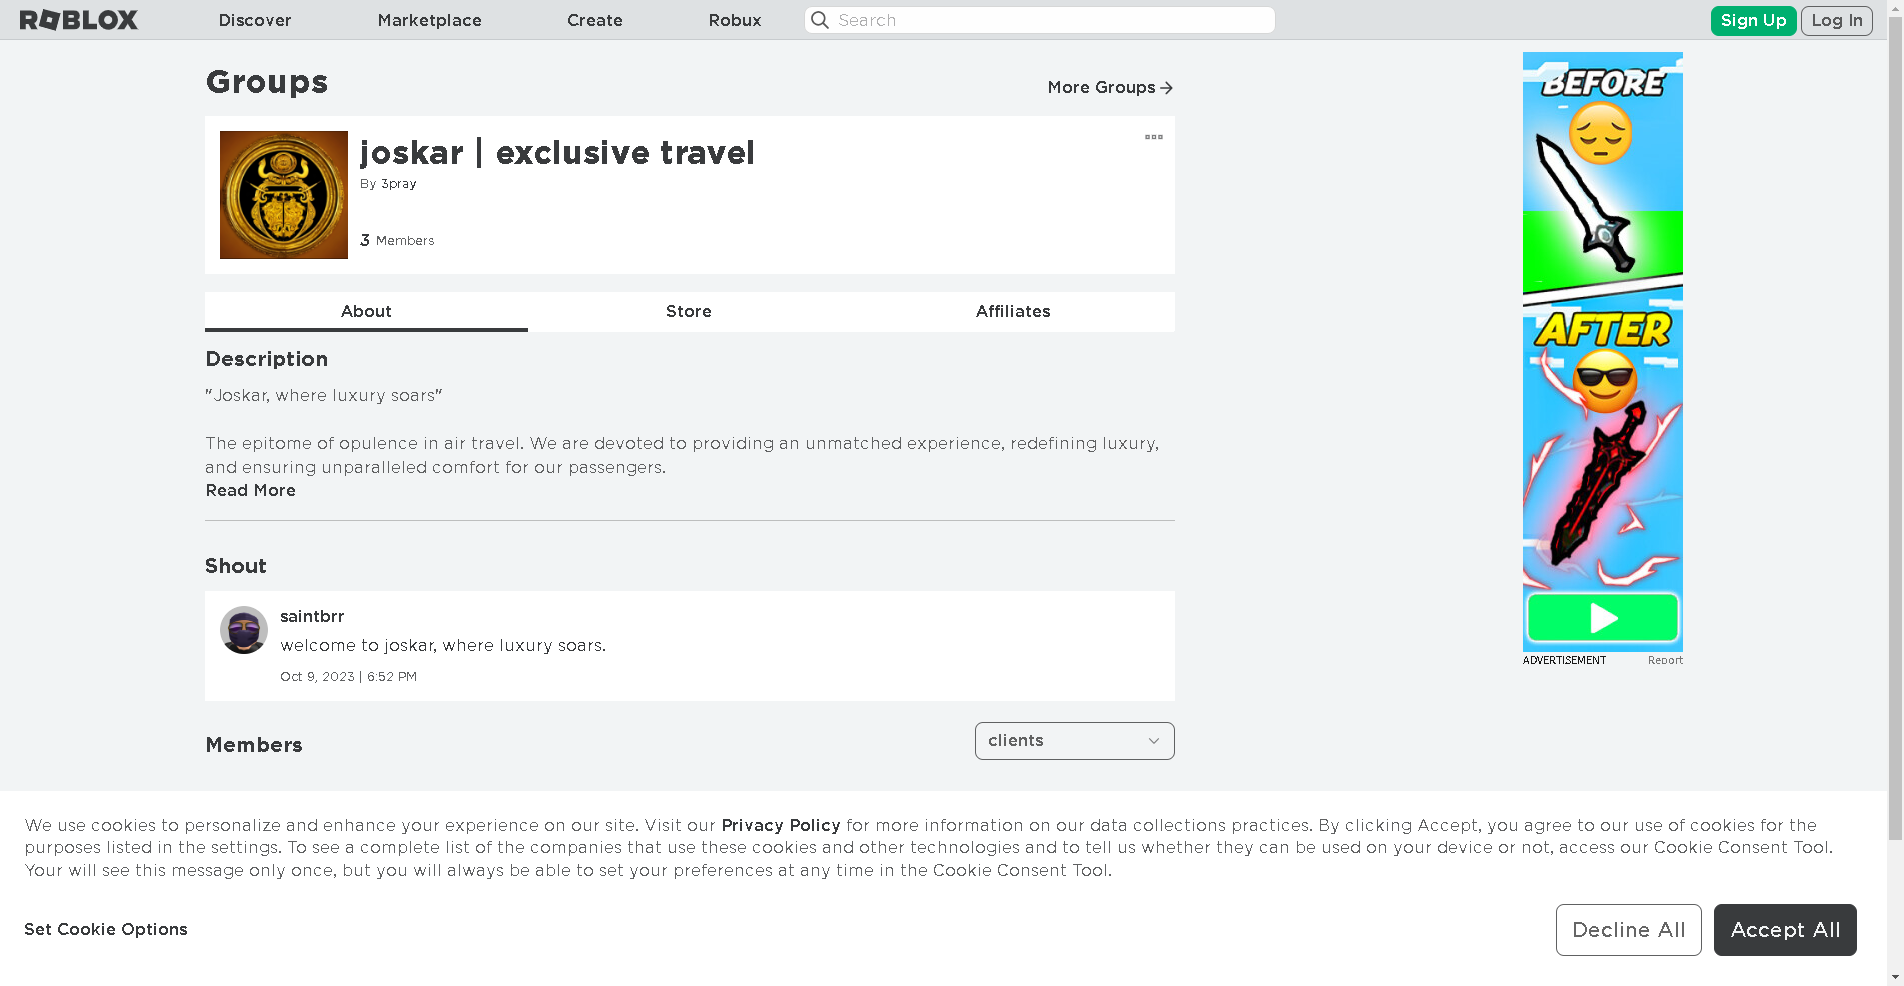 ROBLOX
Discover
Marketplace
Create
Robux
Search
Sign Up
Log In
Groups
More Groups
joskar | exclusive travel
By 3pray
3 Members
About
Store
Affiliates
Description
"Joskar, where luxury soars"
The epitome of opulence in air travel. We are devoted to providing an unmatched experience, redefining luxury,
and ensuring unparalleled comfort for our passengers.
Read More
Shout
saintbrr
welcome to joskar, where luxury soars.
Oct 9, 2023 | 6:52 PM
Members
clients
BEFORE
AFTER
ADVERTISEMENT
Report
We use cookies to personalize and enhance your experience on our site. Visit our Privacy Policy for more information on our data collections practices. By clicking Accept, you agree to our use of cookies for the
purposes listed in the settings. To see a complete list of the companies that use these cookies and other technologies and to tell us whether they can be used on your device or not, access our Cookie Consent Tool.
Your will see this message only once, but you will always be able to set your preferences at any time in the Cookie Consent Tool.
Set Cookie Options
Decline All
Accept All